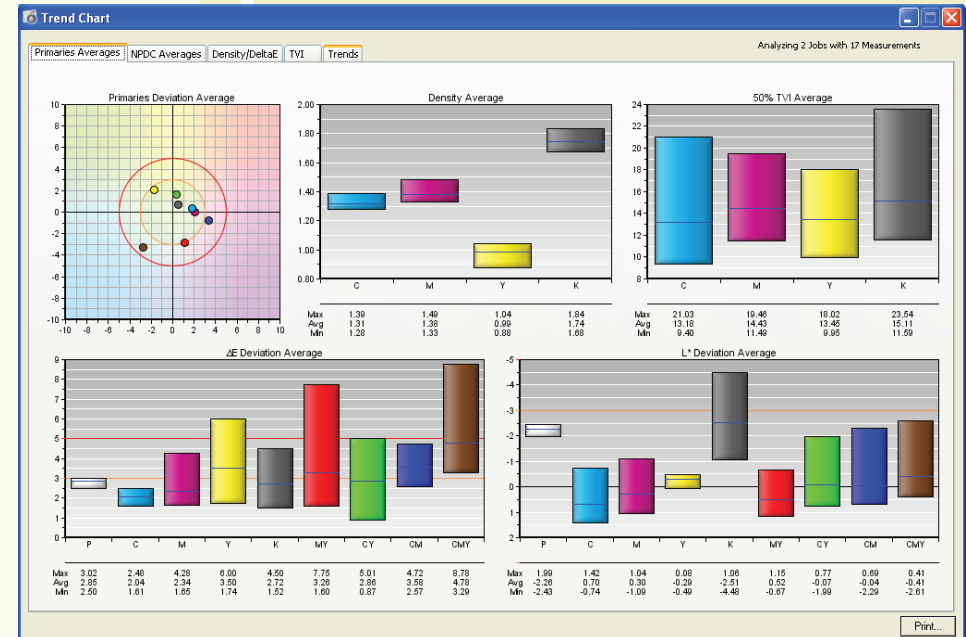 Trend Chart
Primaries Averages NPDC Averages Density/DeltaE TVI Trends
Analyzing 2 Jobs with 17 Measurements
Primaries Deviation Average
10
8
6
4
2
0
-2
-4
-6
-8
-10
-10 -8 -6 -4 -2 0 2 4 6 8 10
Density Average
2.00
1.80
1.60
1.40
1.20
1.00
0.80
C M Y K
Max 1.39 1.49 1.04 1.84
Avg 1.31 1.38 0.99 1.74
Min 1.28 1.33 0.88 1.68
50% TVI Average
24
22
20
18
16
14
12
10
8
C M Y K
Max 21.03 19.46 18.02 23.54
Avg 13.18 14.43 13.45 15.11
Min 9.40 11.49 9.95 11.59
ΔE Deviation Average
9
8
7
6
5
4
3
2
1
0
P C M Y K MY CY CM CMY
Max 3.02 2.48 4.28 6.00 4.50 7.75 5.01 4.72 8.78
Avg 2.85 2.04 2.34 3.50 2.72 3.26 2.86 3.58 4.78
Min 2.50 1.61 1.65 1.74 1.52 1.60 0.87 2.57 3.29
L* Deviation Average
-5
-4
-3
-2
-1
0
1
2
P C M Y K MY CY CM CMY
Max 1.99 1.42 1.04 0.08 1.06 1.15 0.77 0.69 0.41
Avg -2.26 0.70 0.30 -0.29 -2.51 0.52 -0.07 -0.04 -0.41
Min -2.43 -0.74 -1.09 -0.49 -4.48 -0.67 -1.99 -2.29 -2.61
Print...